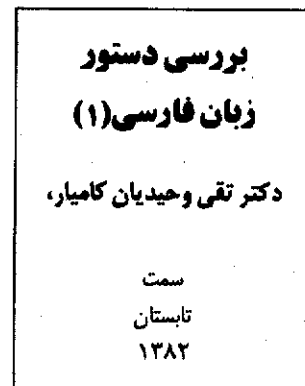 بررسی دستور
زبان فارسی(۱)
دکتر تقی وحیدیان کامیار،
سمت
تابستان
۱۳۸۲